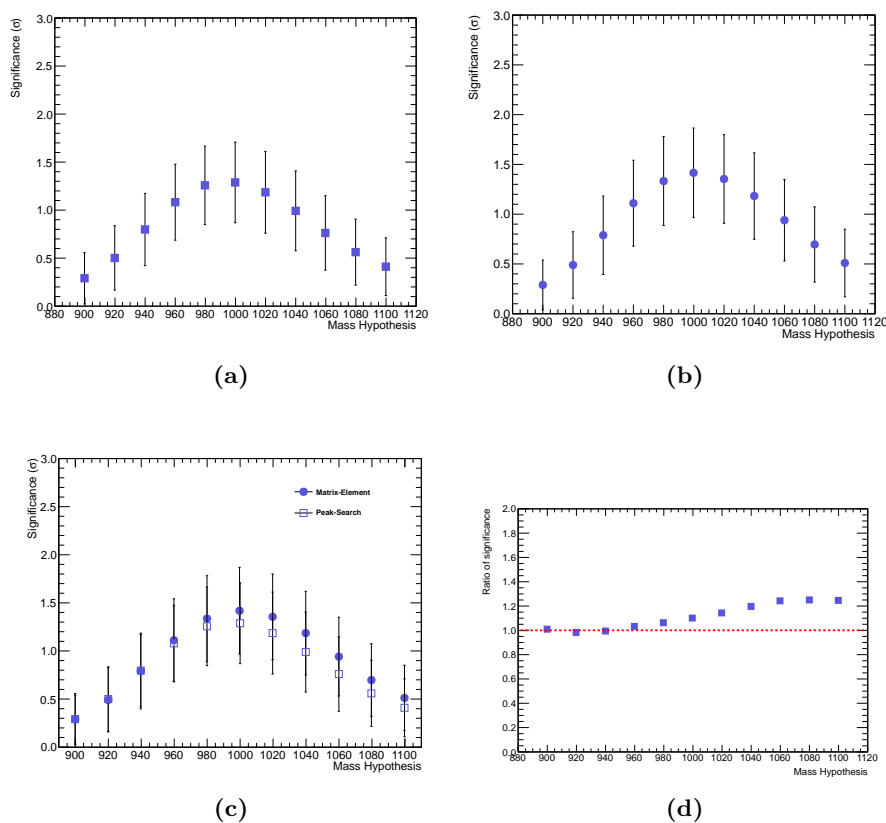 Significance (σ)
3.0
2.5
2.0
1.5
1.0
0.5
0.0
880 900 920 940 960 980 1000 1020 1040 1060 1080 1100 1120
Mass Hypothesis
(a)
Significance (σ)
3.0
2.5
2.0
1.5
1.0
0.5
0.0
880 900 920 940 960 980 1000 1020 1040 1060 1080 1100 1120
Mass Hypothesis
(b)
Significance (σ)
3.0
2.5
2.0
1.5
1.0
0.5
0.0
Matrix-Element
Peak-Search
900 920 940 960 980 1000 1020 1040 1060 1080 1100
Mass Hypothesis
(c)
Ratio of significance
2.0
1.8
1.6
1.4
1.2
1.0
0.8
0.6
0.4
0.2
0.0
880 900 920 940 960 980 1000 1020 1040 1060 1080 1100 1120
Mass Hypothesis
(d)